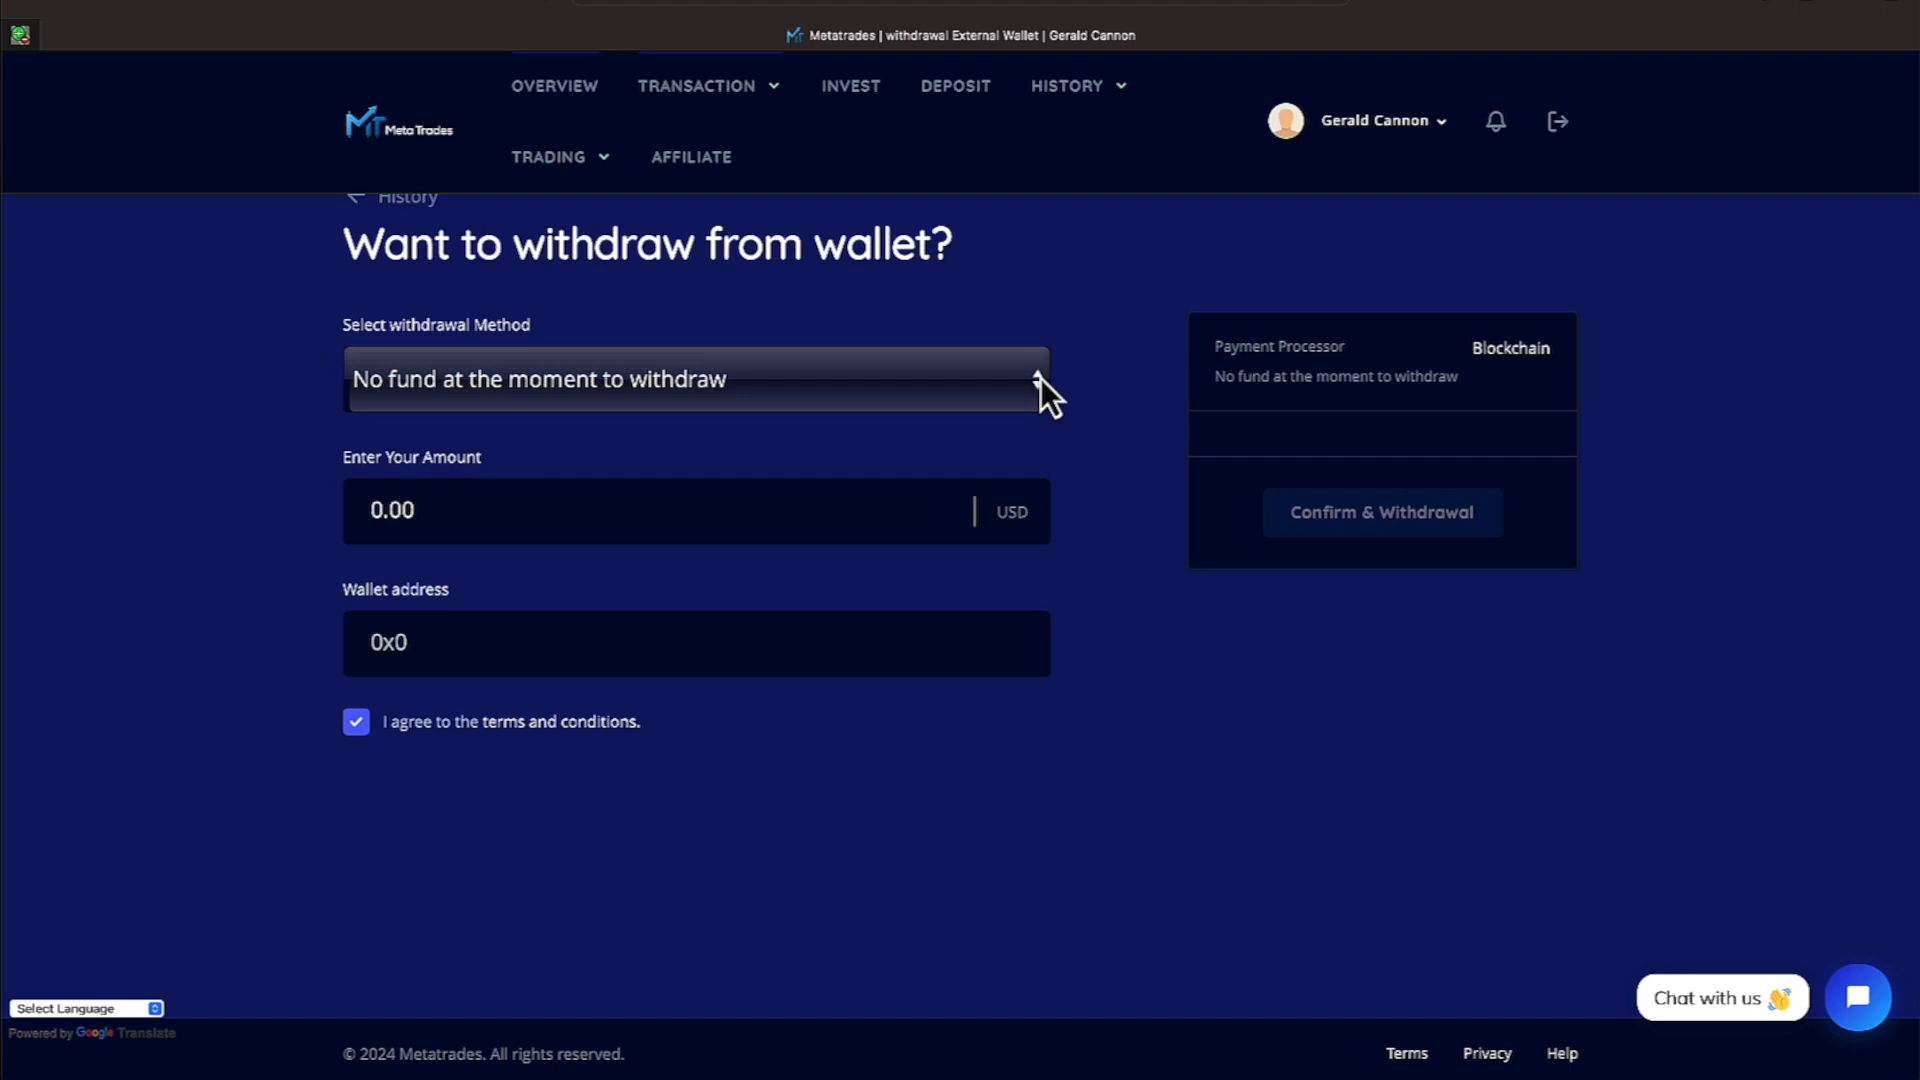 Metatrades | withdrawal External Wallet | Gerald Cannon
OVERVIEW TRANSACTION INVEST DEPOSIT HISTORY
MetaTrades
Gerald Cannon
TRADING AFFILIATE
History
Want to withdraw from wallet?
Select withdrawal Method
No fund at the moment to withdraw
Payment Processor Blockchain
No fund at the moment to withdraw
Enter Your Amount
0.00 USD
Confirm & Withdrawal
Wallet address
0x0
I agree to the terms and conditions.
Chat with us 👋
Select Language
Powered by Google Translate
© 2024 Metatrades. All rights reserved.
Terms Privacy Help